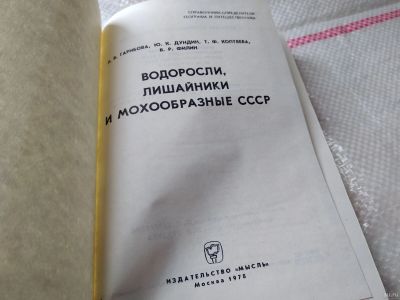 СПРАВОЧНИКИ-ОПРЕДЕЛИТЕЛИ
ГЕОГРАФА И ПУТЕШЕСТВЕННИКА
Л. В. ГАРИБОВА, Ю. К. ДУНДИН, Т. Ф. КОПТЯЕВА,
В. Р. ФИЛИН
ВОДОРОСЛИ,
ЛИШАЙНИКИ
И МОХООБРАЗНЫЕ СССР
ИЗДАТЕЛЬСТВО «МЫСЛЬ»
Москва 1978